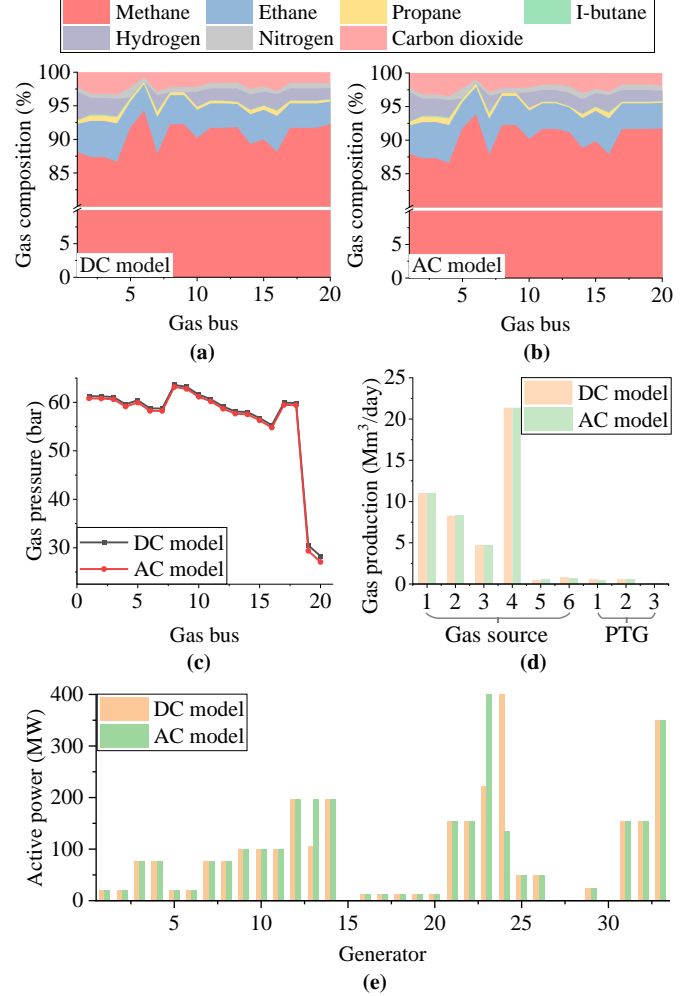 Methane Ethane Propane I-butane
Hydrogen Nitrogen Carbon dioxide
100
95
90
85
5
0
Gas composition (%)
DC model
5 10 15 20
Gas bus
(a)
100
95
90
85
5
0
Gas composition (%)
AC model
5 10 15 20
Gas bus
(b)
60
50
40
30
Gas pressure (bar)
DC model
AC model
0 5 10 15 20
Gas bus
(c)
25
20
15
10
5
0
Gas production (Mm³/day)
DC model
AC model
1 2 3 4 5 6 1 2 3
Gas source PTG
(d)
400
300
200
100
0
Active power (MW)
DC model
AC model
5 10 15 20 25 30
Generator
(e)